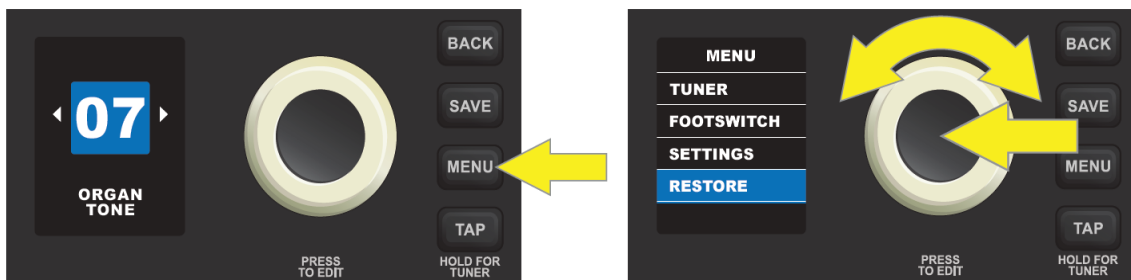 07
ORGAN
TONE
PRESS
TO EDIT
BACK
SAVE
MENU
TAP
HOLD FOR
TUNER
MENU
TUNER
FOOTSWITCH
SETTINGS
RESTORE
PRESS
TO EDIT
BACK
SAVE
MENU
TAP
HOLD FOR
TUNER